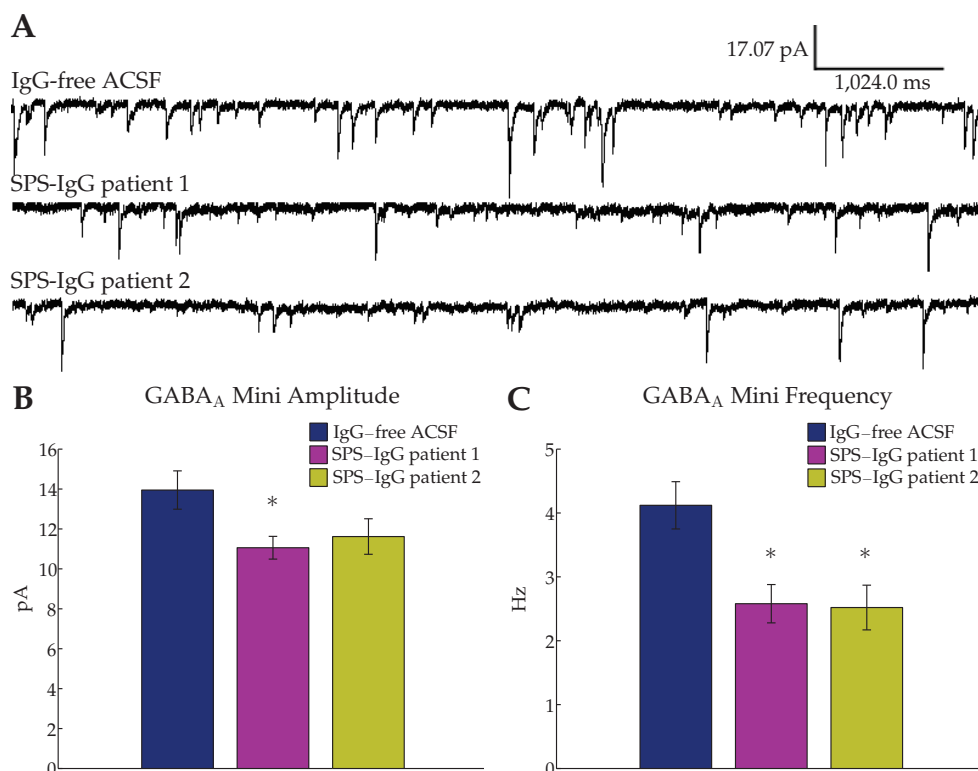 A
17.07 pA
1,024.0 ms
IgG-free ACSF
SPS-IgG patient 1
SPS-IgG patient 2
B
GABAA Mini Amplitude
IgG–free ACSF
SPS–IgG patient 1
SPS–IgG patient 2
16
14
12
10
8
6
4
2
0
pA
*
C
GABAA Mini Frequency
IgG–free ACSF
SPS–IgG patient 1
SPS–IgG patient 2
5
4
3
2
1
0
Hz
* *